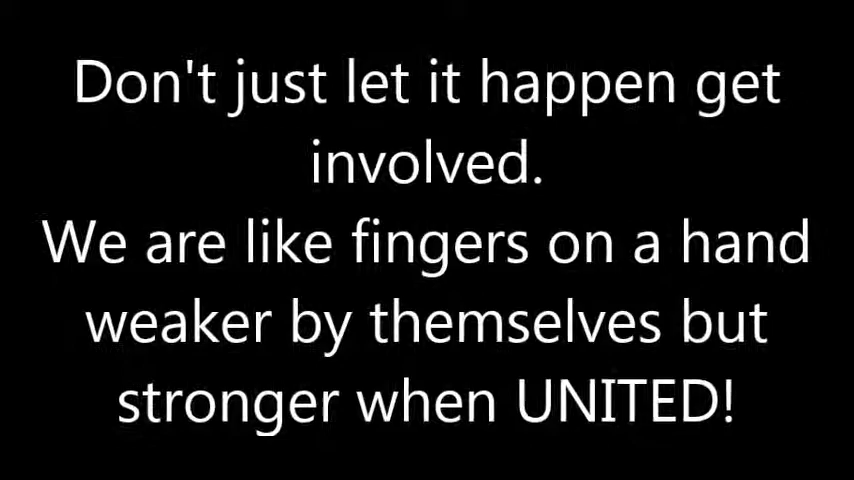 Don't just let it happen get
involved.
We are like fingers on a hand
weaker by themselves but
stronger when UNITED!